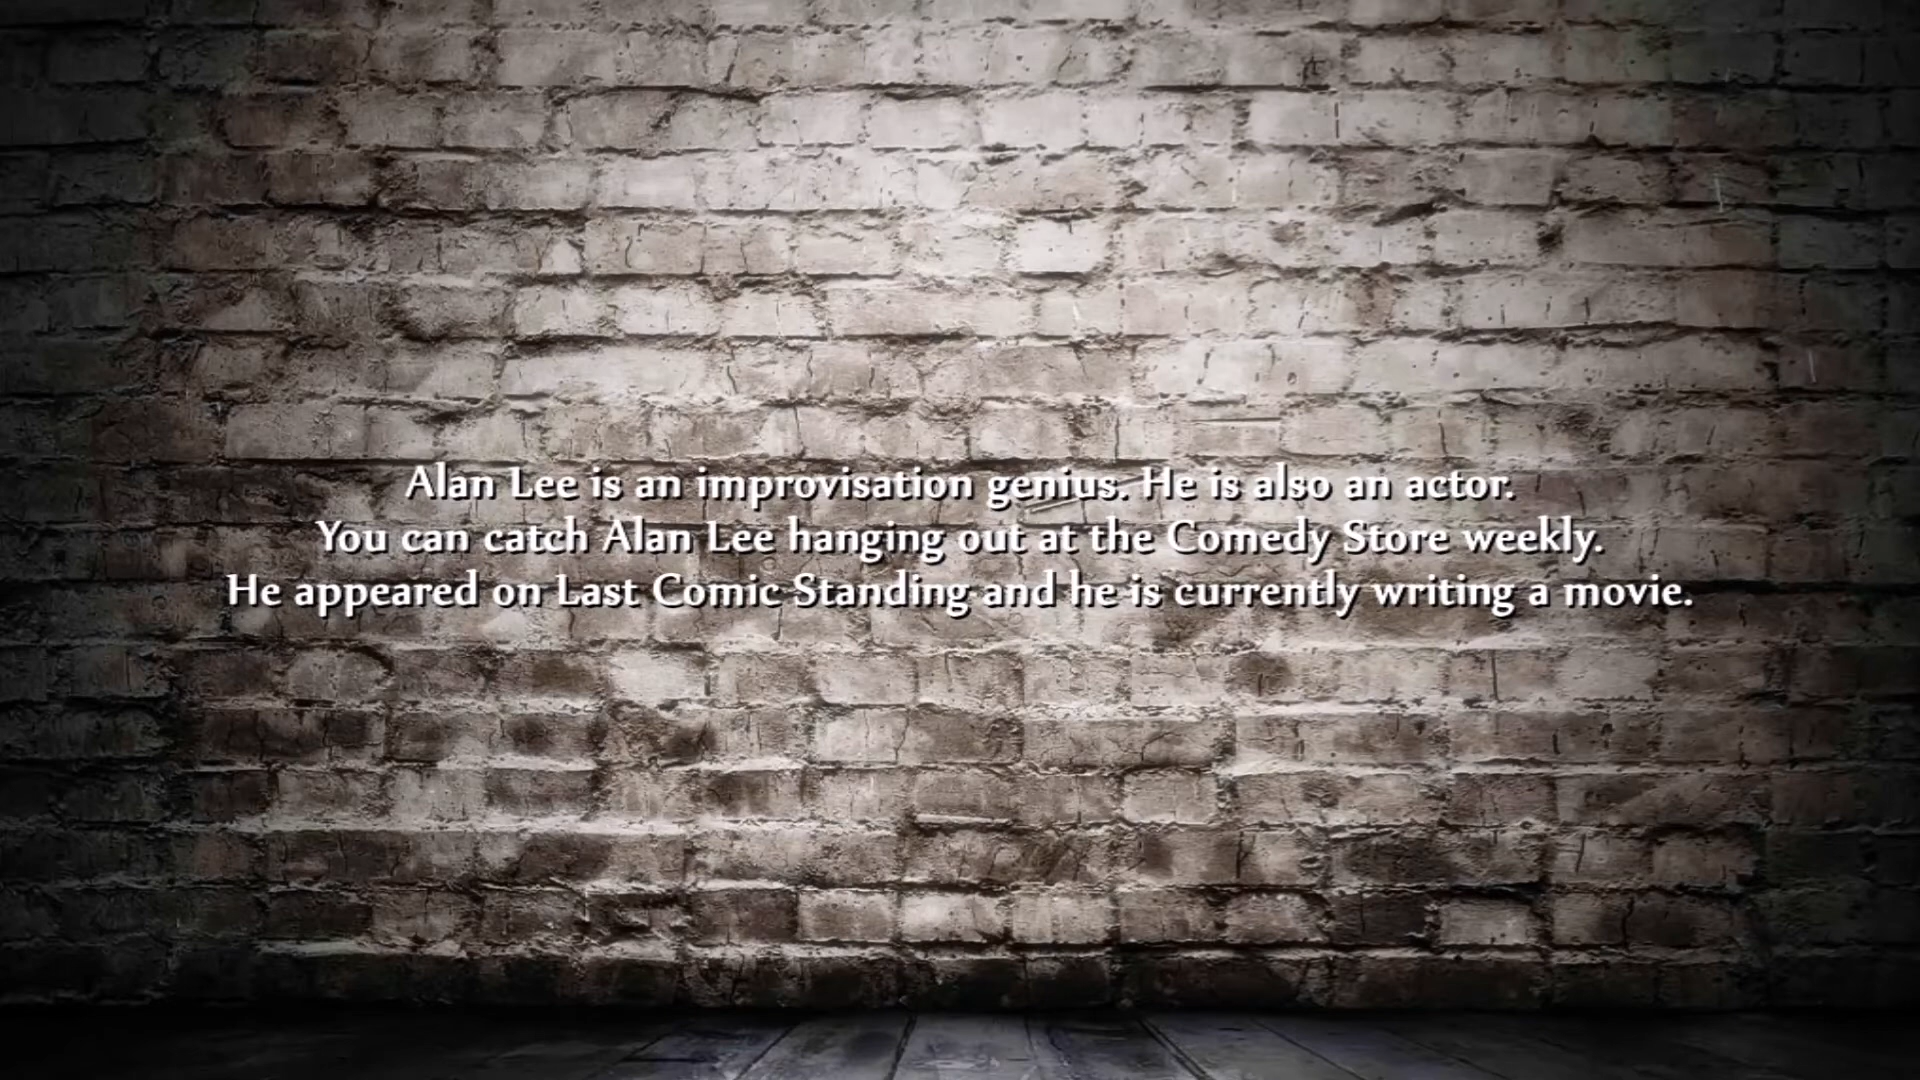 Alan Lee is an improvisation genius. He is also an actor.
You can catch Alan Lee hanging out at the Comedy Store weekly.
He appeared on Last Comic Standing and he is currently writing a movie.